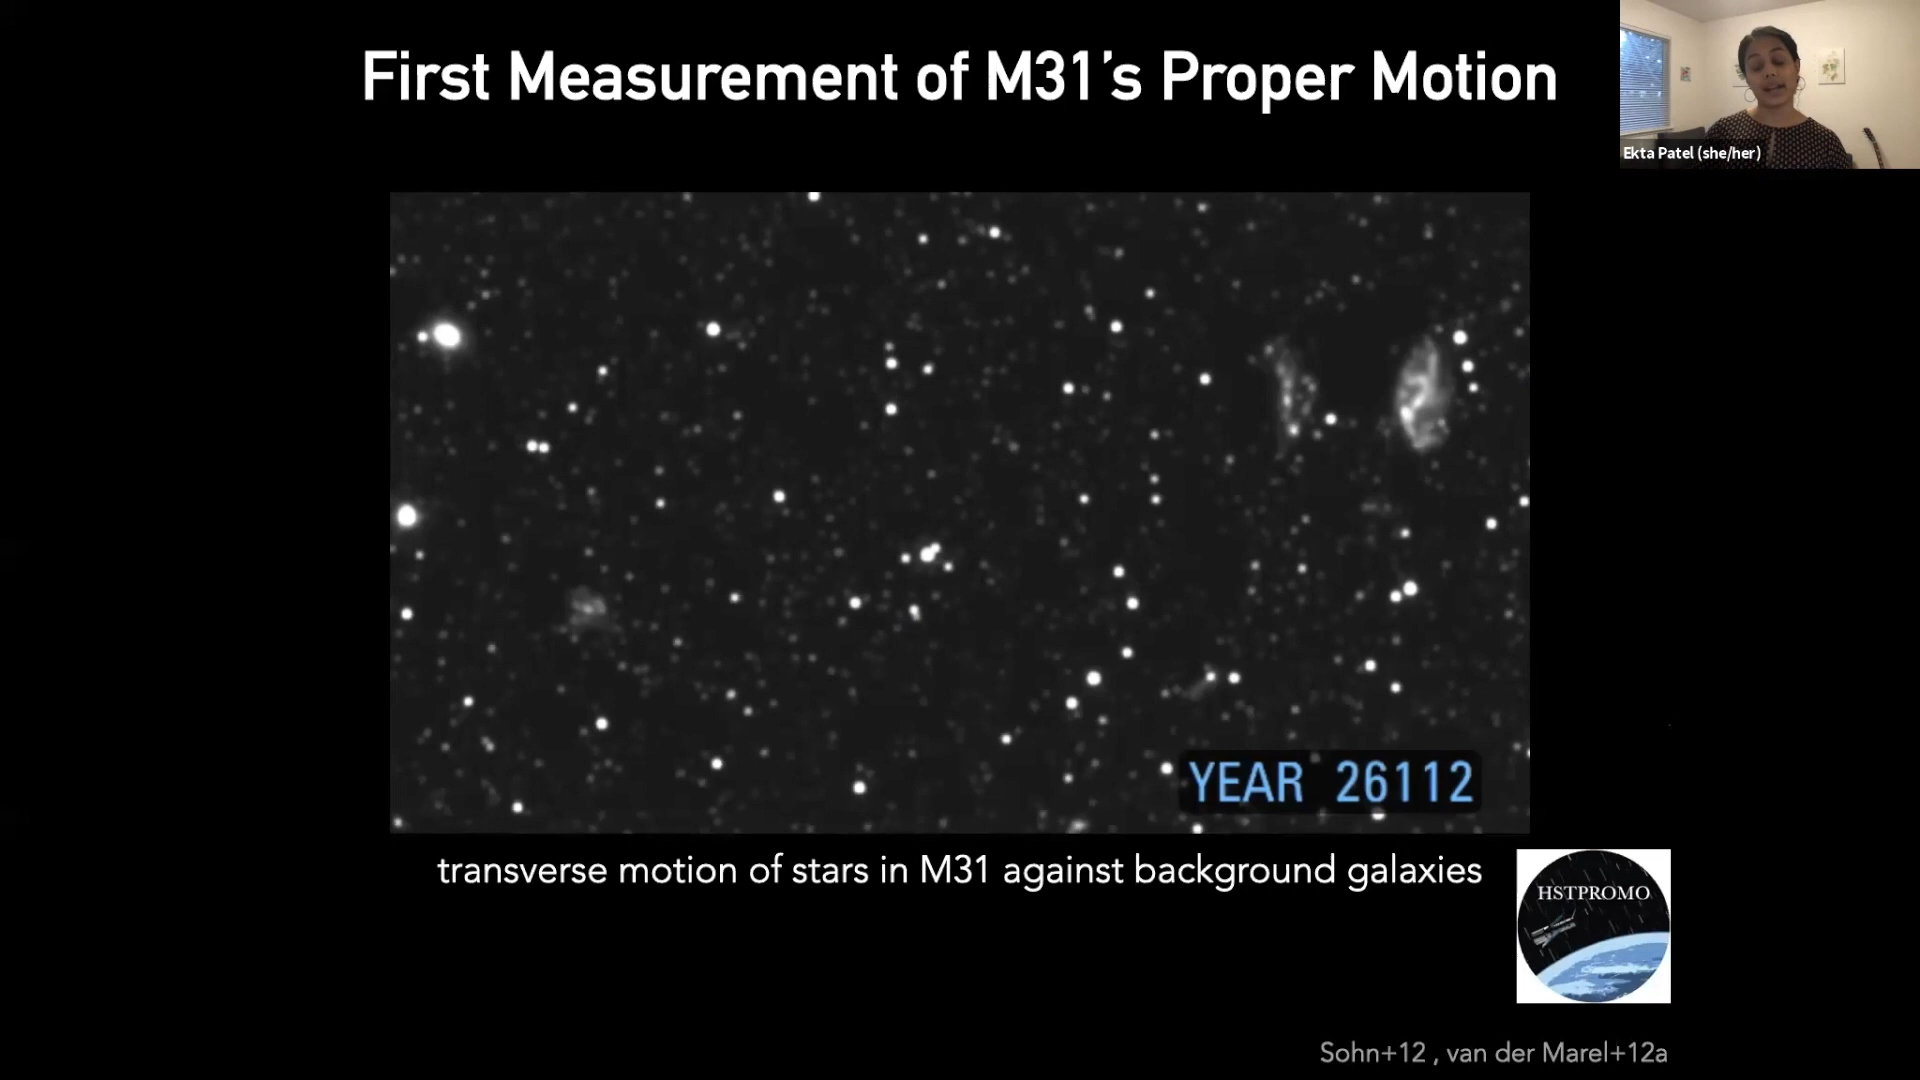 First Measurement of M31’s Proper Motion
Ekta Patel (she/her)
YEAR 26112
transverse motion of stars in M31 against background galaxies
HSTPROMO
Sohn+12 , van der Marel+12a